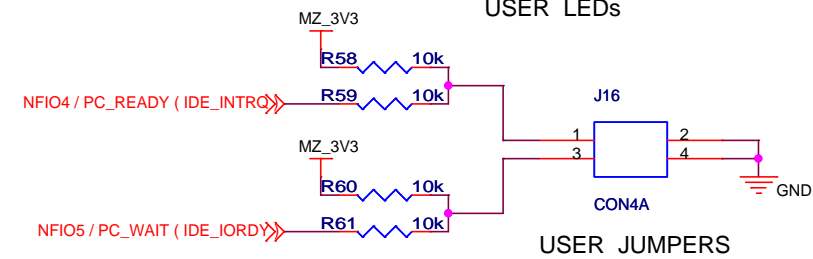 USER LEDs
MZ_3V3
R58 10k
NFIO4 / PC_READY ( IDE_INTRQ
R59 10k
J16
1 2
3 4
MZ_3V3
GND
R60 10k
CON4A
NFIO5 / PC_WAIT ( IDE_IORDY
R61 10k
USER JUMPERS